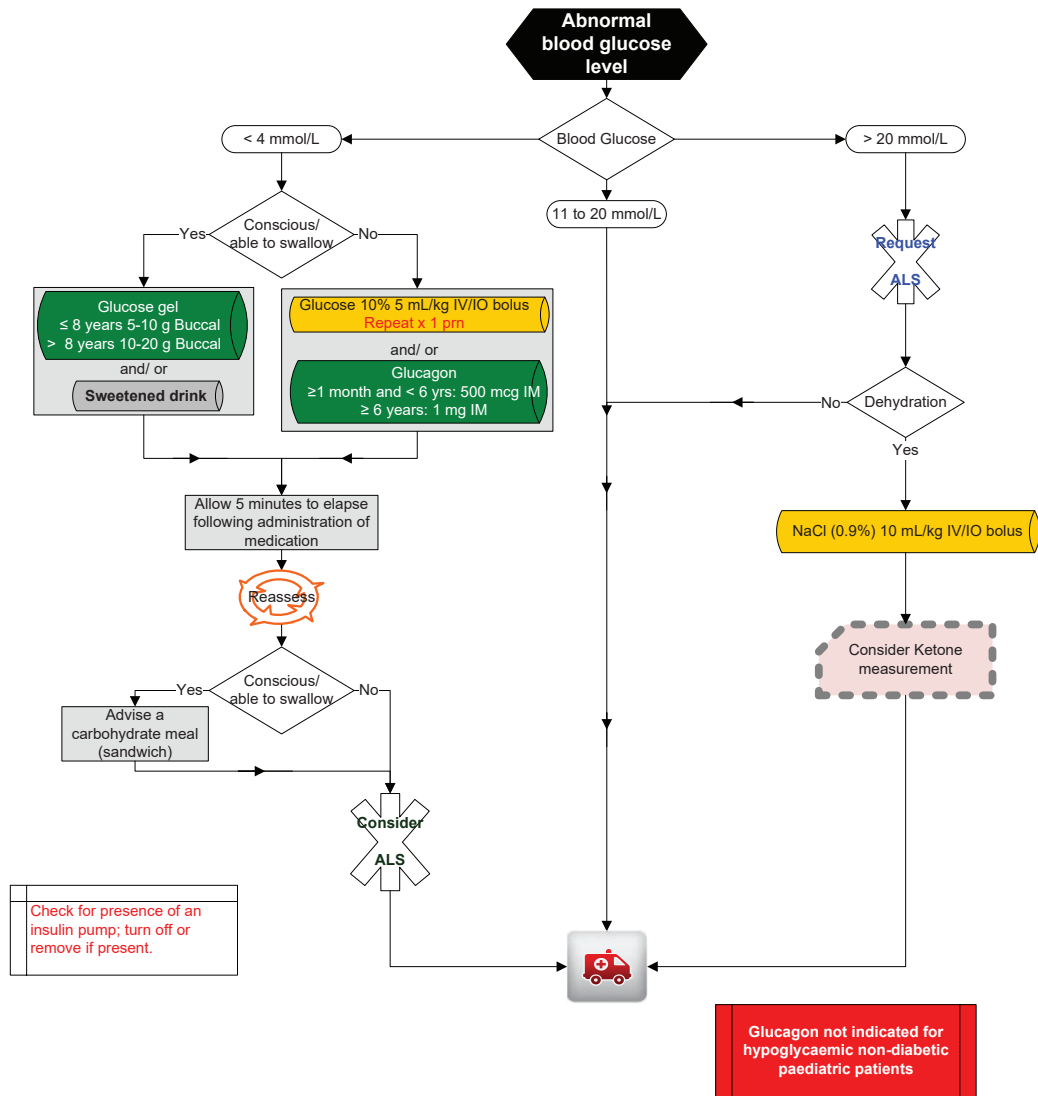 Abnormal
blood glucose
level
< 4 mmol/L
Blood Glucose
> 20 mmol/L
11 to 20 mmol/L
Conscious/
able to swallow
Yes
No
Request
ALS
Glucose gel
≤ 8 years 5-10 g Buccal
> 8 years 10-20 g Buccal
and/ or
Sweetened drink
Glucose 10% 5 mL/kg IV/IO bolus
Repeat x 1 prn
and/ or
Glucagon
≥1 month and < 6 yrs: 500 mcg IM
≥ 6 years: 1 mg IM
No
Dehydration
Yes
Allow 5 minutes to elapse
following administration of
medication
NaCl (0.9%) 10 mL/kg IV/IO bolus
Reassess
Consider Ketone
measurement
Conscious/
able to swallow
Yes
No
Advise a
carbohydrate meal
(sandwich)
Consider
ALS
Check for presence of an
insulin pump; turn off or
remove if present.
Glucagon not indicated for
hypoglycaemic non-diabetic
paediatric patients